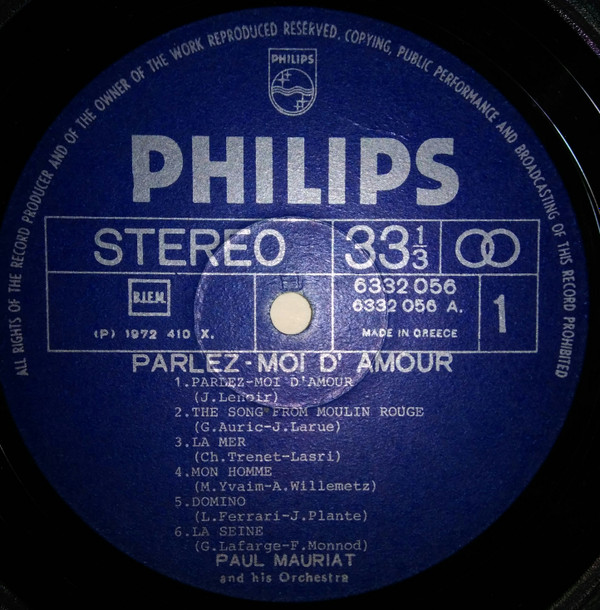 ALL RIGHTS OF THE RECORD PRODUCER AND OF THE OWNER OF THE WORK REPRODUCED RESERVED. COPYING, PUBLIC PERFORMANCE AND BROADCASTING OF THIS RECORD PROHIBITED
PHILIPS
PHILIPS
STEREO 33 1/3
B.I.E.M.
6332 056
6332 056 A.
1
(P) 1972 410 X.
MADE IN GREECE
PARLEZ-MOI D' AMOUR
1.PARLEZ-MOI D'AMOUR
(J.Lenoir)
2.THE SONG FROM MOULIN ROUGE
(G.Auric-J.Larue)
3.LA MER
(Ch.Trenet-Lasri)
4.MON HOMME
(M.Yvaim-A.Willemetz)
5.DOMINO
(L.Ferrari-J.Plante)
6.LA SEINE
(G.Lafarge-F.Monnod)
PAUL MAURIAT
and his Orchestra